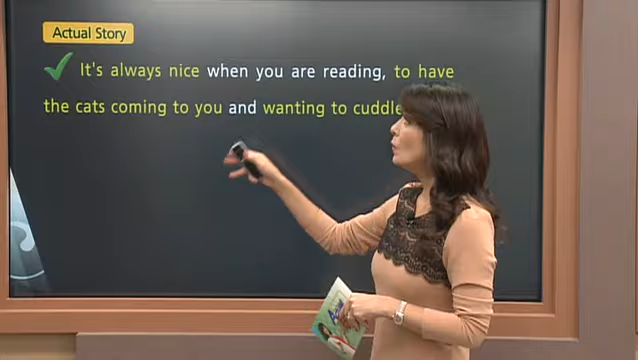 Actual Story
It's always nice when you are reading, to have
the cats coming to you and wanting to cuddle